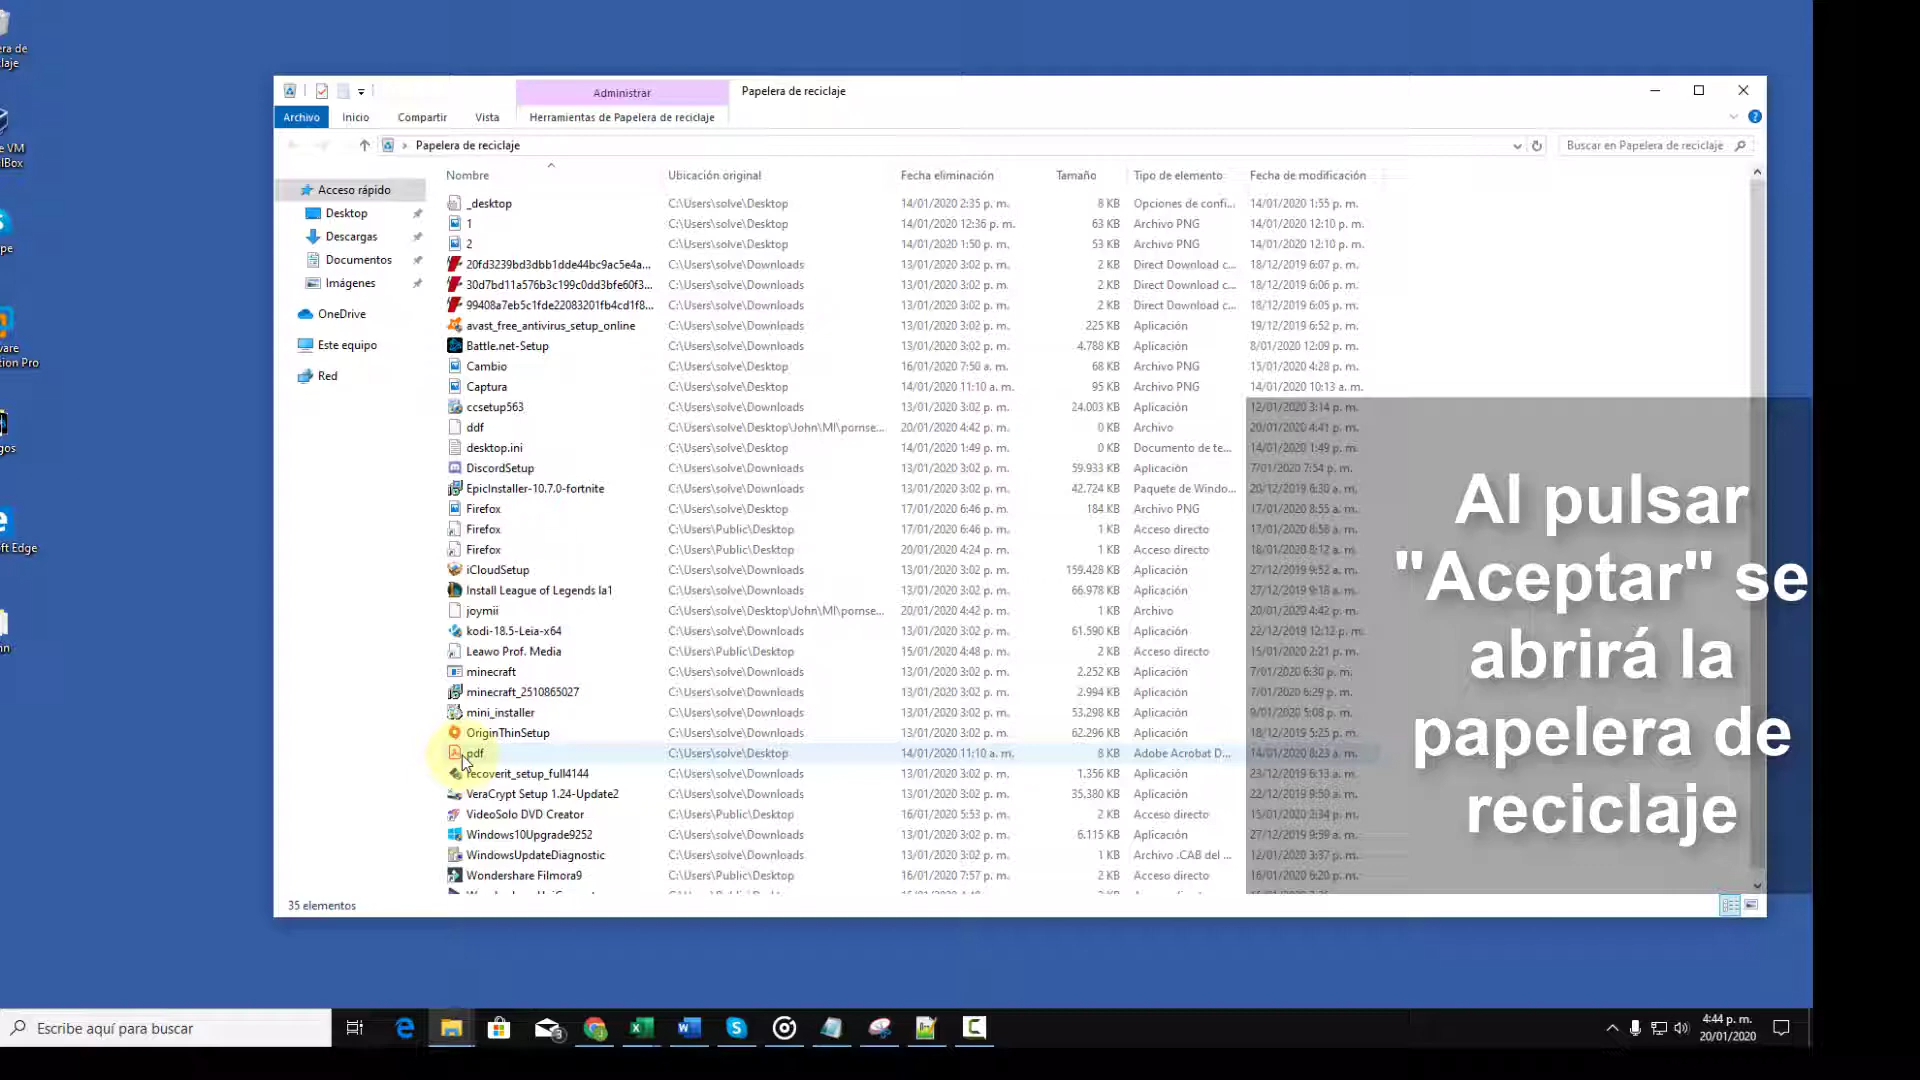 era de
laje
e VM
lBox
pe
ware
tion Pro
gos
ft Edge
nn
Administrar
Papelera de reciclaje
Archivo
Inicio
Compartir
Vista
Herramientas de Papelera de reciclaje
Papelera de reciclaje
Buscar en Papelera de reciclaje
Acceso rápido
Desktop
Descargas
Documentos
Imágenes
OneDrive
Este equipo
Red
Nombre Ubicación original Fecha eliminación Tamaño Tipo de elemento Fecha de modificación
_desktop C:\Users\solve\Desktop 14/01/2020 2:35 p. m. 8 KB Opciones de confi... 14/01/2020 1:55 p. m.
1 C:\Users\solve\Desktop 14/01/2020 12:36 p. m. 63 KB Archivo PNG 14/01/2020 12:10 p. m.
2 C:\Users\solve\Desktop 14/01/2020 1:50 p. m. 53 KB Archivo PNG 14/01/2020 12:10 p. m.
20fd3239bd3dbb1dde44bc9ac5e4a... C:\Users\solve\Downloads 13/01/2020 3:02 p. m. 2 KB Direct Download c... 18/12/2019 6:07 p. m.
30d7bd11a576b3c199c0dd3bfe60f3... C:\Users\solve\Downloads 13/01/2020 3:02 p. m. 2 KB Direct Download c... 18/12/2019 6:06 p. m.
99408a7eb5c1fde22083201fb4cd1f8... C:\Users\solve\Downloads 13/01/2020 3:02 p. m. 2 KB Direct Download c... 18/12/2019 6:05 p. m.
avast_free_antivirus_setup_online C:\Users\solve\Downloads 13/01/2020 3:02 p. m. 225 KB Aplicación 19/12/2019 6:52 p. m.
Battle.net-Setup C:\Users\solve\Downloads 13/01/2020 3:02 p. m. 4.788 KB Aplicación 8/01/2020 12:09 p. m.
Cambio C:\Users\solve\Desktop 16/01/2020 7:50 a. m. 68 KB Archivo PNG 15/01/2020 4:28 p. m.
Captura C:\Users\solve\Desktop 14/01/2020 11:10 a. m. 95 KB Archivo PNG 14/01/2020 10:13 a. m.
ccsetup563 C:\Users\solve\Downloads 13/01/2020 3:02 p. m. 24.003 KB Aplicación 12/01/2020 3:14 p. m.
ddf C:\Users\solve\Desktop\John\MI\pornse... 20/01/2020 4:42 p. m. 0 KB Archivo 20/01/2020 4:41 p. m.
desktop.ini C:\Users\solve\Desktop 14/01/2020 1:49 p. m. 0 KB Documento de te... 14/01/2020 1:49 p. m.
DiscordSetup C:\Users\solve\Downloads 13/01/2020 3:02 p. m. 59.933 KB Aplicación 7/01/2020 7:54 p. m.
EpicInstaller-10.7.0-fortnite C:\Users\solve\Downloads 13/01/2020 3:02 p. m. 42.724 KB Paquete de Windo... 20/12/2019 6:30 a. m.
Firefox C:\Users\solve\Desktop 17/01/2020 6:46 p. m. 184 KB Archivo PNG 17/01/2020 8:55 a. m.
Firefox C:\Users\Public\Desktop 17/01/2020 6:46 p. m. 1 KB Acceso directo 17/01/2020 8:58 a. m.
Firefox C:\Users\Public\Desktop 20/01/2020 4:24 p. m. 1 KB Acceso directo 18/01/2020 8:12 a. m.
iCloudSetup C:\Users\solve\Downloads 13/01/2020 3:02 p. m. 159.428 KB Aplicación 27/12/2019 9:52 a. m.
Install League of Legends la1 C:\Users\solve\Downloads 13/01/2020 3:02 p. m. 66.978 KB Aplicación 27/12/2019 9:18 a. m.
joymii C:\Users\solve\Desktop\John\MI\pornse... 20/01/2020 4:42 p. m. 1 KB Archivo 20/01/2020 4:42 p. m.
kodi-18.5-Leia-x64 C:\Users\solve\Downloads 13/01/2020 3:02 p. m. 61.590 KB Aplicación 22/12/2019 12:12 p. m.
Leawo Prof. Media C:\Users\Public\Desktop 15/01/2020 4:48 p. m. 2 KB Acceso directo 15/01/2020 2:21 p. m.
minecraft C:\Users\solve\Downloads 13/01/2020 3:02 p. m. 2.252 KB Aplicación 7/01/2020 6:30 p. m.
minecraft_2510865027 C:\Users\solve\Downloads 13/01/2020 3:02 p. m. 2.994 KB Aplicación 7/01/2020 6:29 p. m.
mini_installer C:\Users\solve\Downloads 13/01/2020 3:02 p. m. 53.298 KB Aplicación 9/01/2020 5:08 p. m.
OriginThinSetup C:\Users\solve\Downloads 13/01/2020 3:02 p. m. 62.296 KB Aplicación 18/12/2019 5:25 p. m.
pdf C:\Users\solve\Desktop 14/01/2020 11:10 a. m. 8 KB Adobe Acrobat D... 14/01/2020 8:23 a. m.
recoverit_setup_full4144 C:\Users\solve\Downloads 13/01/2020 3:02 p. m. 1.356 KB Aplicación 23/12/2019 6:13 a. m.
VeraCrypt Setup 1.24-Update2 C:\Users\solve\Downloads 13/01/2020 3:02 p. m. 35.380 KB Aplicación 22/12/2019 9:50 a. m.
VideoSolo DVD Creator C:\Users\Public\Desktop 16/01/2020 5:53 p. m. 2 KB Acceso directo 15/01/2020 2:34 p. m.
Windows10Upgrade9252 C:\Users\solve\Downloads 13/01/2020 3:02 p. m. 6.115 KB Aplicación 27/12/2019 9:59 a. m.
WindowsUpdateDiagnostic C:\Users\solve\Downloads 13/01/2020 3:02 p. m. 1 KB Archivo .CAB del ... 12/01/2020 3:37 p. m.
Wondershare Filmora9 C:\Users\Public\Desktop 16/01/2020 7:57 p. m. 2 KB Acceso directo 16/01/2020 6:20 p. m.
35 elementos
Al pulsar
"Aceptar" se
abrirá la
papelera de
reciclaje
Escribe aquí para buscar
3
4:44 p. m.
20/01/2020